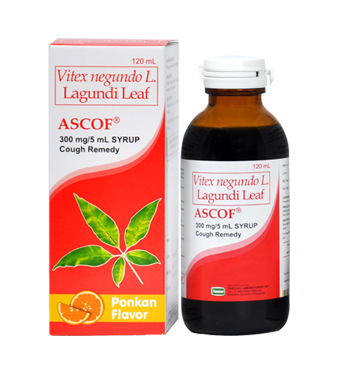 120 mL
Vitex negundo L.
Lagundi Leaf
ASCOF®
300 mg/5 mL SYRUP
Cough Remedy
Ponkan
Flavor
120 mL
Vitex negundo L.
Lagundi Leaf
ASCOF®
300 mg/5 mL SYRUP
Cough Remedy